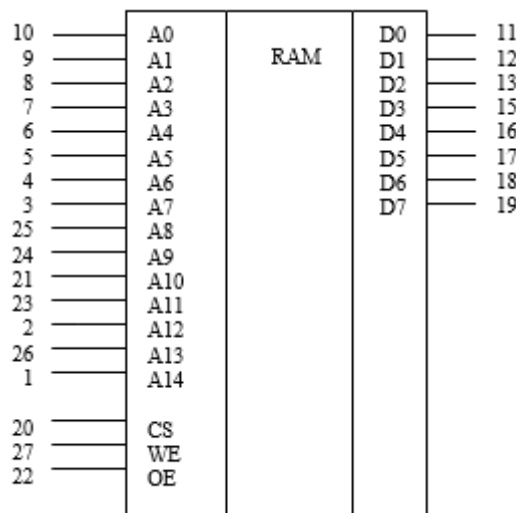 10 A0 RAM D0 11
9 A1 D1 12
8 A2 D2 13
7 A3 D3 15
6 A4 D4 16
5 A5 D5 17
4 A6 D6 18
3 A7 D7 19
25 A8
24 A9
21 A10
23 A11
2 A12
26 A13
1 A14
20 CS
27 WE
22 OE